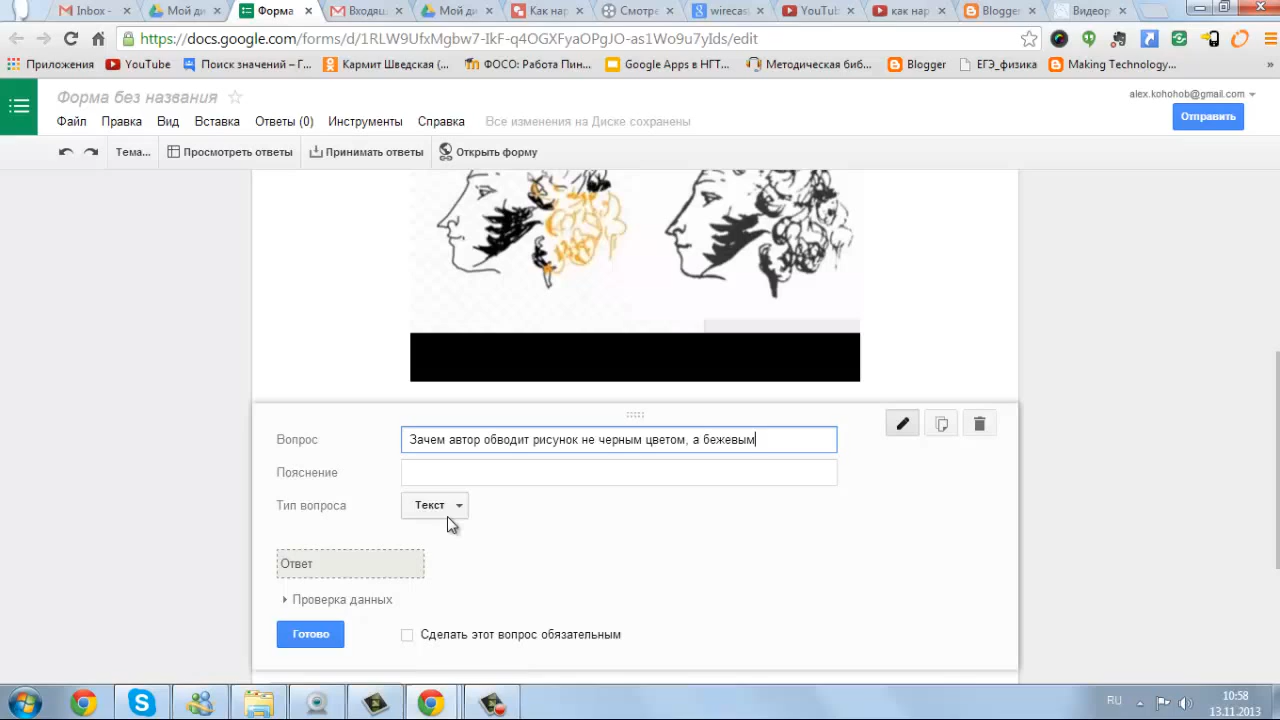 Inbox -
Мой ди
Форма
Входящ
Мой ди
Как нар
Смотре
wirecas
YouTub
как нар
Blogger
Видеор
https://docs.google.com/forms/d/1RLW9UfxMgbw7-IkF-q4OGXFyaOPgJO-as1Wo9u7ylds/edit
Приложения YouTube Поиск значений – Г... Кармит Шведская (... ФОСО: Работа Пин... Google Apps в НГТ... Методическая биб... Blogger ЕГЭ_физика Making Technology... »
Форма без названия
alex.kohohob@gmail.com
Файл Правка Вид Вставка Ответы (0) Инструменты Справка Все изменения на Диске сохранены
Отправить
Тема... Просмотреть ответы Принимать ответы Открыть форму
Вопрос Зачем автор обводит рисунок не черным цветом, а бежевым
Пояснение
Тип вопроса Текст
Ответ
Проверка данных
Готово Сделать этот вопрос обязательным
RU 10:58
13.11.2013